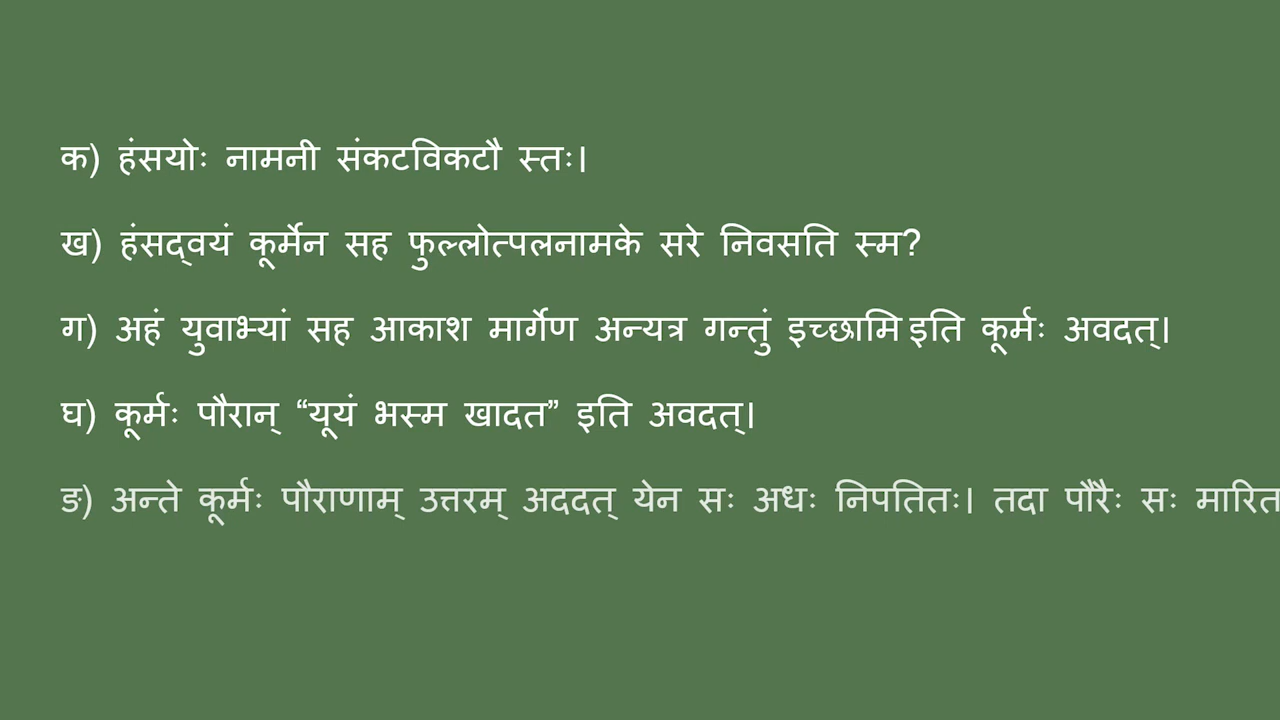 क) हंसयोः नामनी संकटविकटौ स्तः।
ख) हंसद्वयं कूर्मेन सह फुल्लोत्पलनामके सरे निवसति स्म?
ग) अहं युवाभ्यां सह आकाश मार्गेण अन्यत्र गन्तुं इच्छामि इति कूर्मः अवदत्।
घ) कूर्मः पौरान् “यूयं भस्म खादत” इति अवदत्।
ङ) अन्ते कूर्मः पौराणाम् उत्तरम् अददत् येन सः अधः निपतितः। तदा पौरैः सः मारित